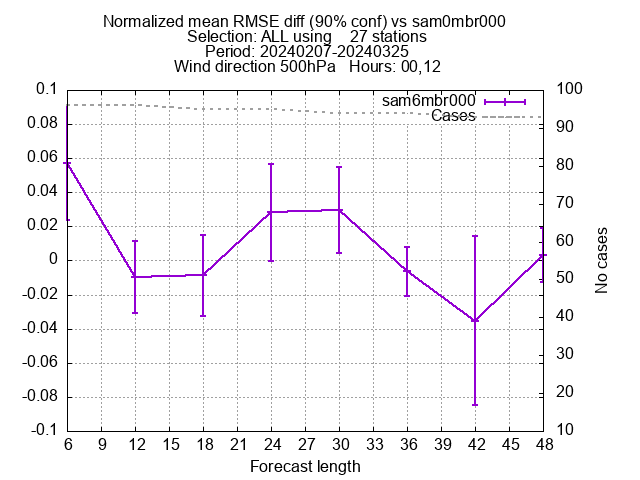 Normalized mean RMSE diff (90% conf) vs sam0mbr000
Selection: ALL using    27 stations
Period: 20240207-20240325
Wind direction 500hPa   Hours: 00,12
sam6mbr000
Cases
0.1
0.08
0.06
0.04
0.02
0
-0.02
-0.04
-0.06
-0.08
-0.1
100
90
80
70
60
50
40
30
20
10
No cases
6 9 12 15 18 21 24 27 30 33 36 39 42 45 48
Forecast length